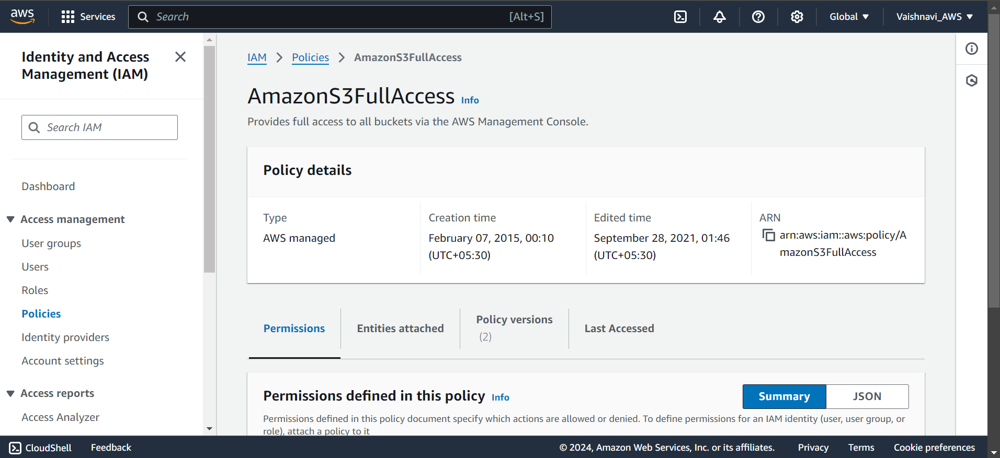 aws
Services
Search
[Alt+S]
Global
Vaishnavi_AWS
Identity and Access
Management (IAM)
Search IAM
Dashboard
Access management
User groups
Users
Roles
Policies
Identity providers
Account settings
Access reports
Access Analyzer
IAM > Policies > AmazonS3FullAccess
AmazonS3FullAccess Info
Provides full access to all buckets via the AWS Management Console.
Policy details
Type
AWS managed
Creation time
February 07, 2015, 00:10
(UTC+05:30)
Edited time
September 28, 2021, 01:46
(UTC+05:30)
ARN
arn:aws:iam::aws:policy/A
mazonS3FullAccess
Permissions
Entities attached
Policy versions
(2)
Last Accessed
Permissions defined in this policy Info
Summary
JSON
Permissions defined in this policy document specify which actions are allowed or denied. To define permissions for an IAM identity (user, user group, or
role), attach a policy to it
CloudShell
Feedback
© 2024, Amazon Web Services, Inc. or its affiliates.
Privacy
Terms
Cookie preferences